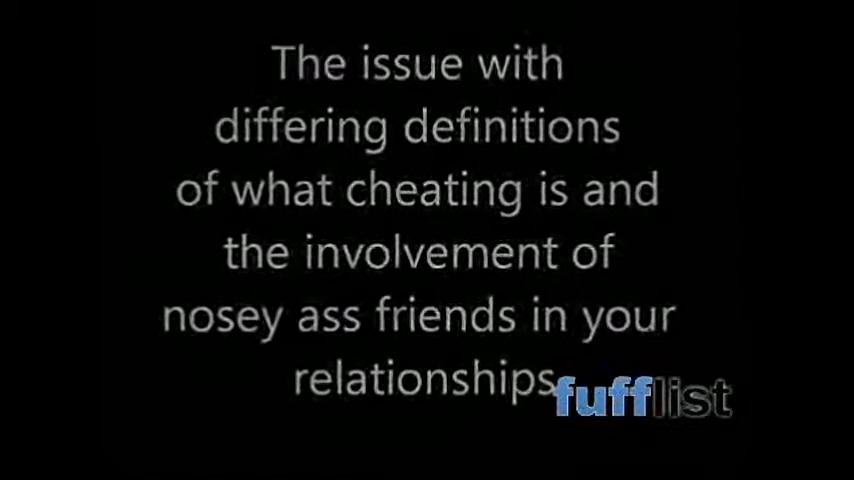 The issue with
differing definitions
of what cheating is and
the involvement of
nosey ass friends in your
relationships
fufflist